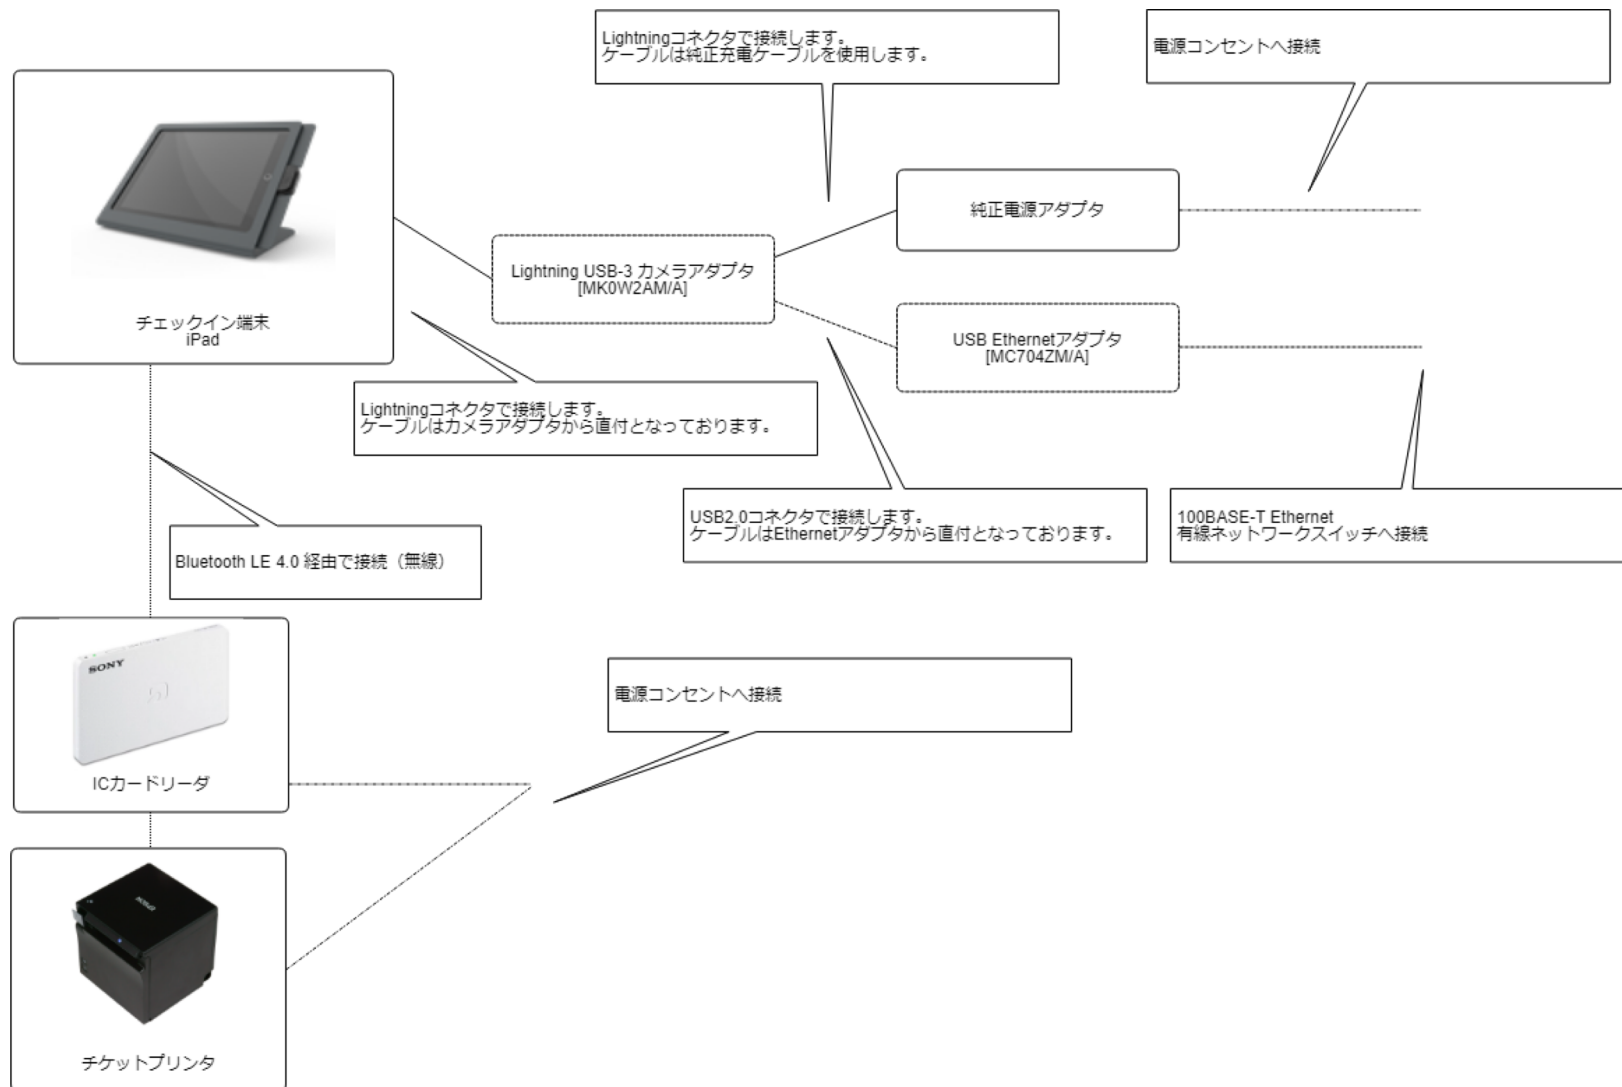 Lightningコネクタで接続します。
ケーブルは純正充電ケーブルを使用します。
電源コンセントへ接続
純正電源アダプタ
Lightning USB-3 カメラアダプタ
[MK0W2AM/A]
チェックイン端末
iPad
USB Ethernetアダプタ
[MC704ZM/A]
Lightningコネクタで接続します。
ケーブルはカメラアダプタから直付となっております。
USB2.0コネクタで接続します。
ケーブルはEthernetアダプタから直付となっております。
100BASE-T Ethernet
有線ネットワークスイッチへ接続
Bluetooth LE 4.0 経由で接続（無線）
SONY
ICカードリーダ
電源コンセントへ接続
EPSON
チケットプリンタ